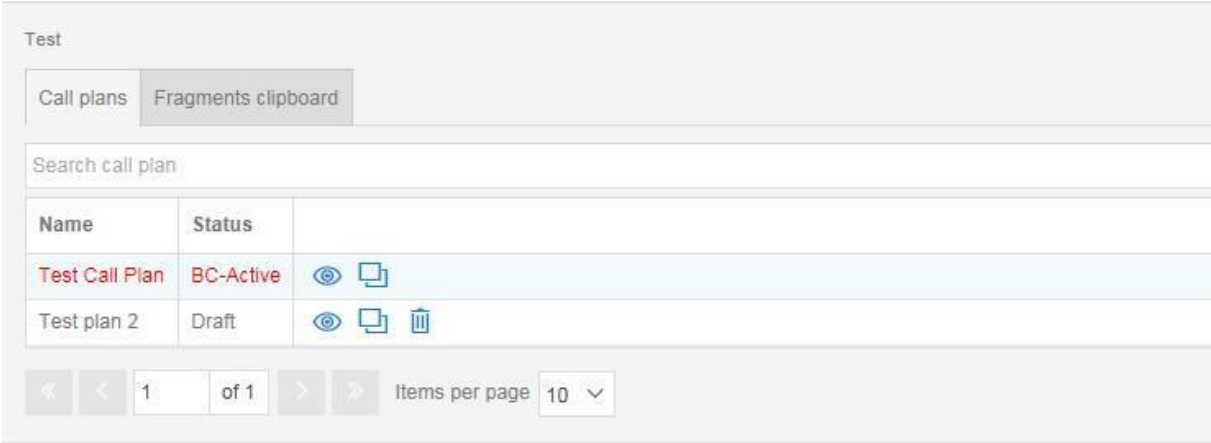 Test
Call plans Fragments clipboard
Search call plan
Name Status
Test Call Plan BC-Active
Test plan 2 Draft
1 of 1 Items per page 10